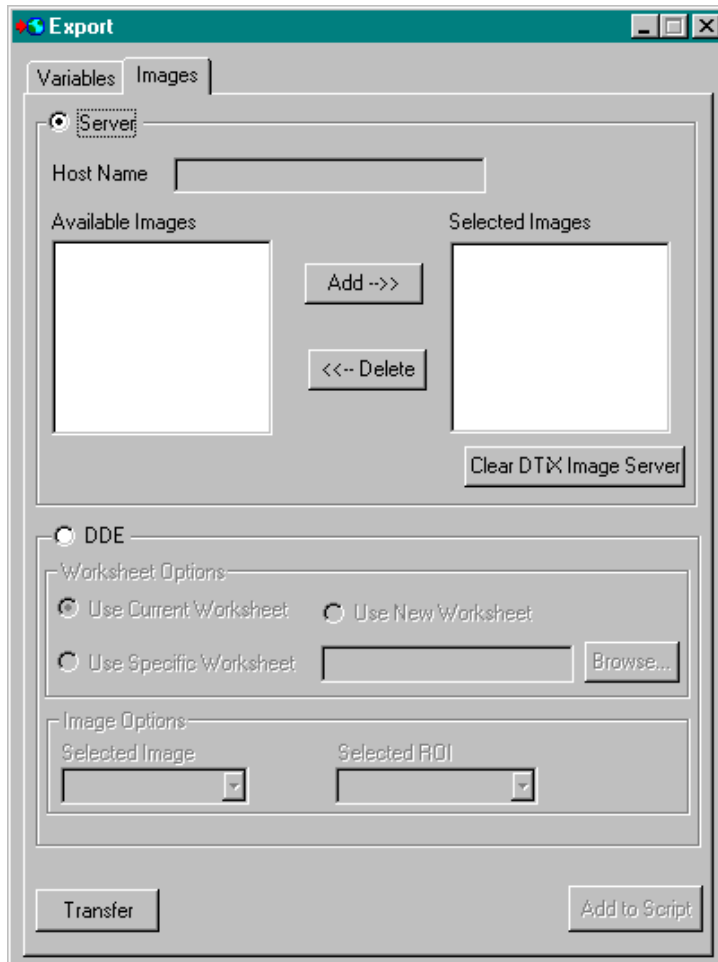 Export
Variables Images
Server
Host Name
Available Images Selected Images
Add -->>
<<-- Delete
Clear DTiX Image Server
DDE
Worksheet Options
Use Current Worksheet Use New Worksheet
Use Specific Worksheet Browse...
Image Options
Selected Image Selected ROI
Transfer Add to Script